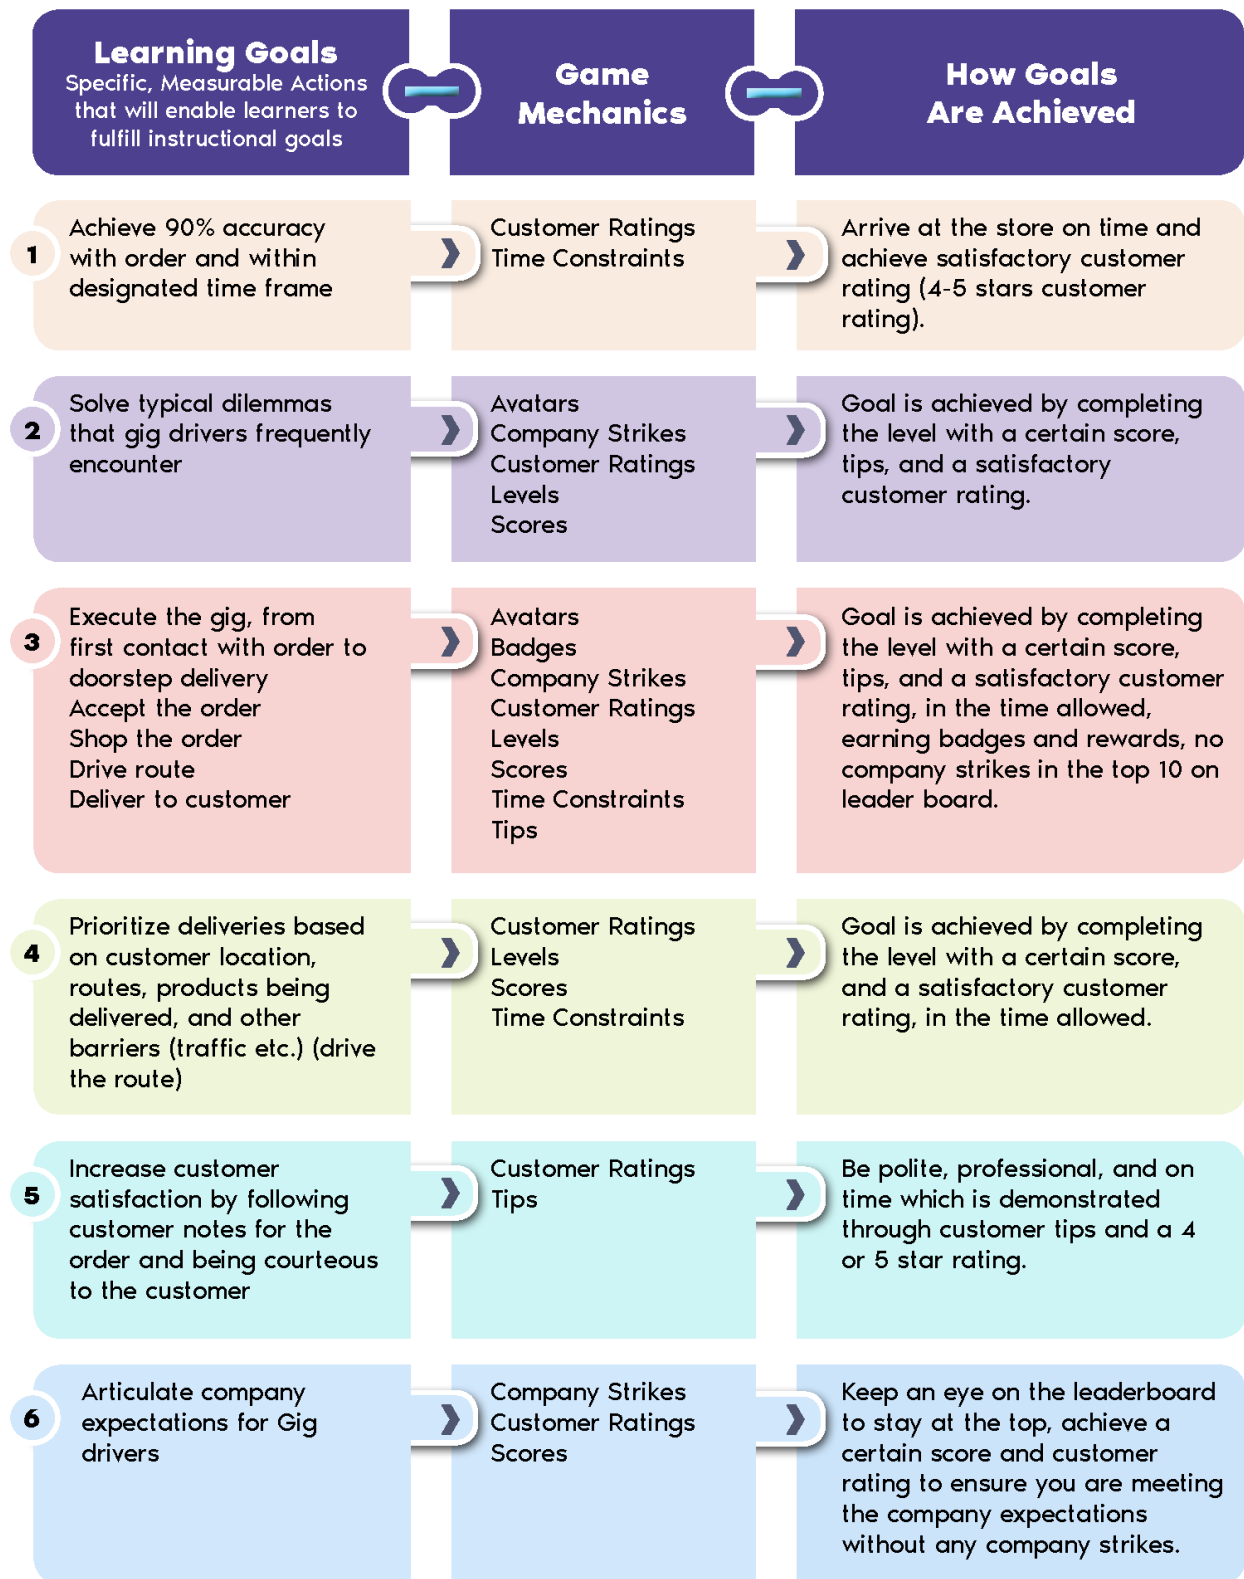 Learning Goals
Specific, Measurable Actions
that will enable learners to
fulfill instructional goals
Game
Mechanics
How Goals
Are Achieved
1
Achieve 90% accuracy
with order and within
designated time frame
Customer Ratings
Time Constraints
Arrive at the store on time and
achieve satisfactory customer
rating (4-5 stars customer
rating).
2
Solve typical dilemmas
that gig drivers frequently
encounter
Avatars
Company Strikes
Customer Ratings
Levels
Scores
Goal is achieved by completing
the level with a certain score,
tips, and a satisfactory
customer rating.
3
Execute the gig, from
first contact with order to
doorstep delivery
Accept the order
Shop the order
Drive route
Deliver to customer
Avatars
Badges
Company Strikes
Customer Ratings
Levels
Scores
Time Constraints
Tips
Goal is achieved by completing
the level with a certain score,
tips, and a satisfactory customer
rating, in the time allowed,
earning badges and rewards, no
company strikes in the top 10 on
leader board.
4
Prioritize deliveries based
on customer location,
routes, products being
delivered, and other
barriers (traffic etc.) (drive
the route)
Customer Ratings
Levels
Scores
Time Constraints
Goal is achieved by completing
the level with a certain score,
and a satisfactory customer
rating, in the time allowed.
5
Increase customer
satisfaction by following
customer notes for the
order and being courteous
to the customer
Customer Ratings
Tips
Be polite, professional, and on
time which is demonstrated
through customer tips and a 4
or 5 star rating.
6
Articulate company
expectations for Gig
drivers
Company Strikes
Customer Ratings
Scores
Keep an eye on the leaderboard
to stay at the top, achieve a
certain score and customer
rating to ensure you are meeting
the company expectations
without any company strikes.